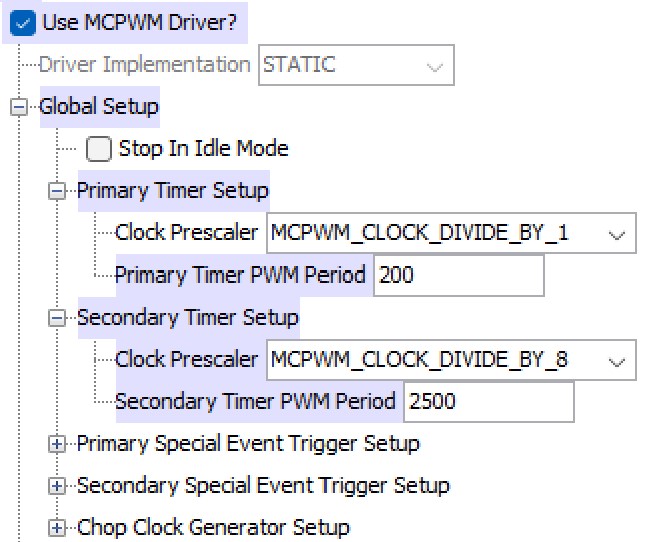 Use MCPWM Driver?
Driver Implementation STATIC
Global Setup
Stop In Idle Mode
Primary Timer Setup
Clock Prescaler MCPWM_CLOCK_DIVIDE_BY_1
Primary Timer PWM Period 200
Secondary Timer Setup
Clock Prescaler MCPWM_CLOCK_DIVIDE_BY_8
Secondary Timer PWM Period 2500
Primary Special Event Trigger Setup
Secondary Special Event Trigger Setup
Chop Clock Generator Setup